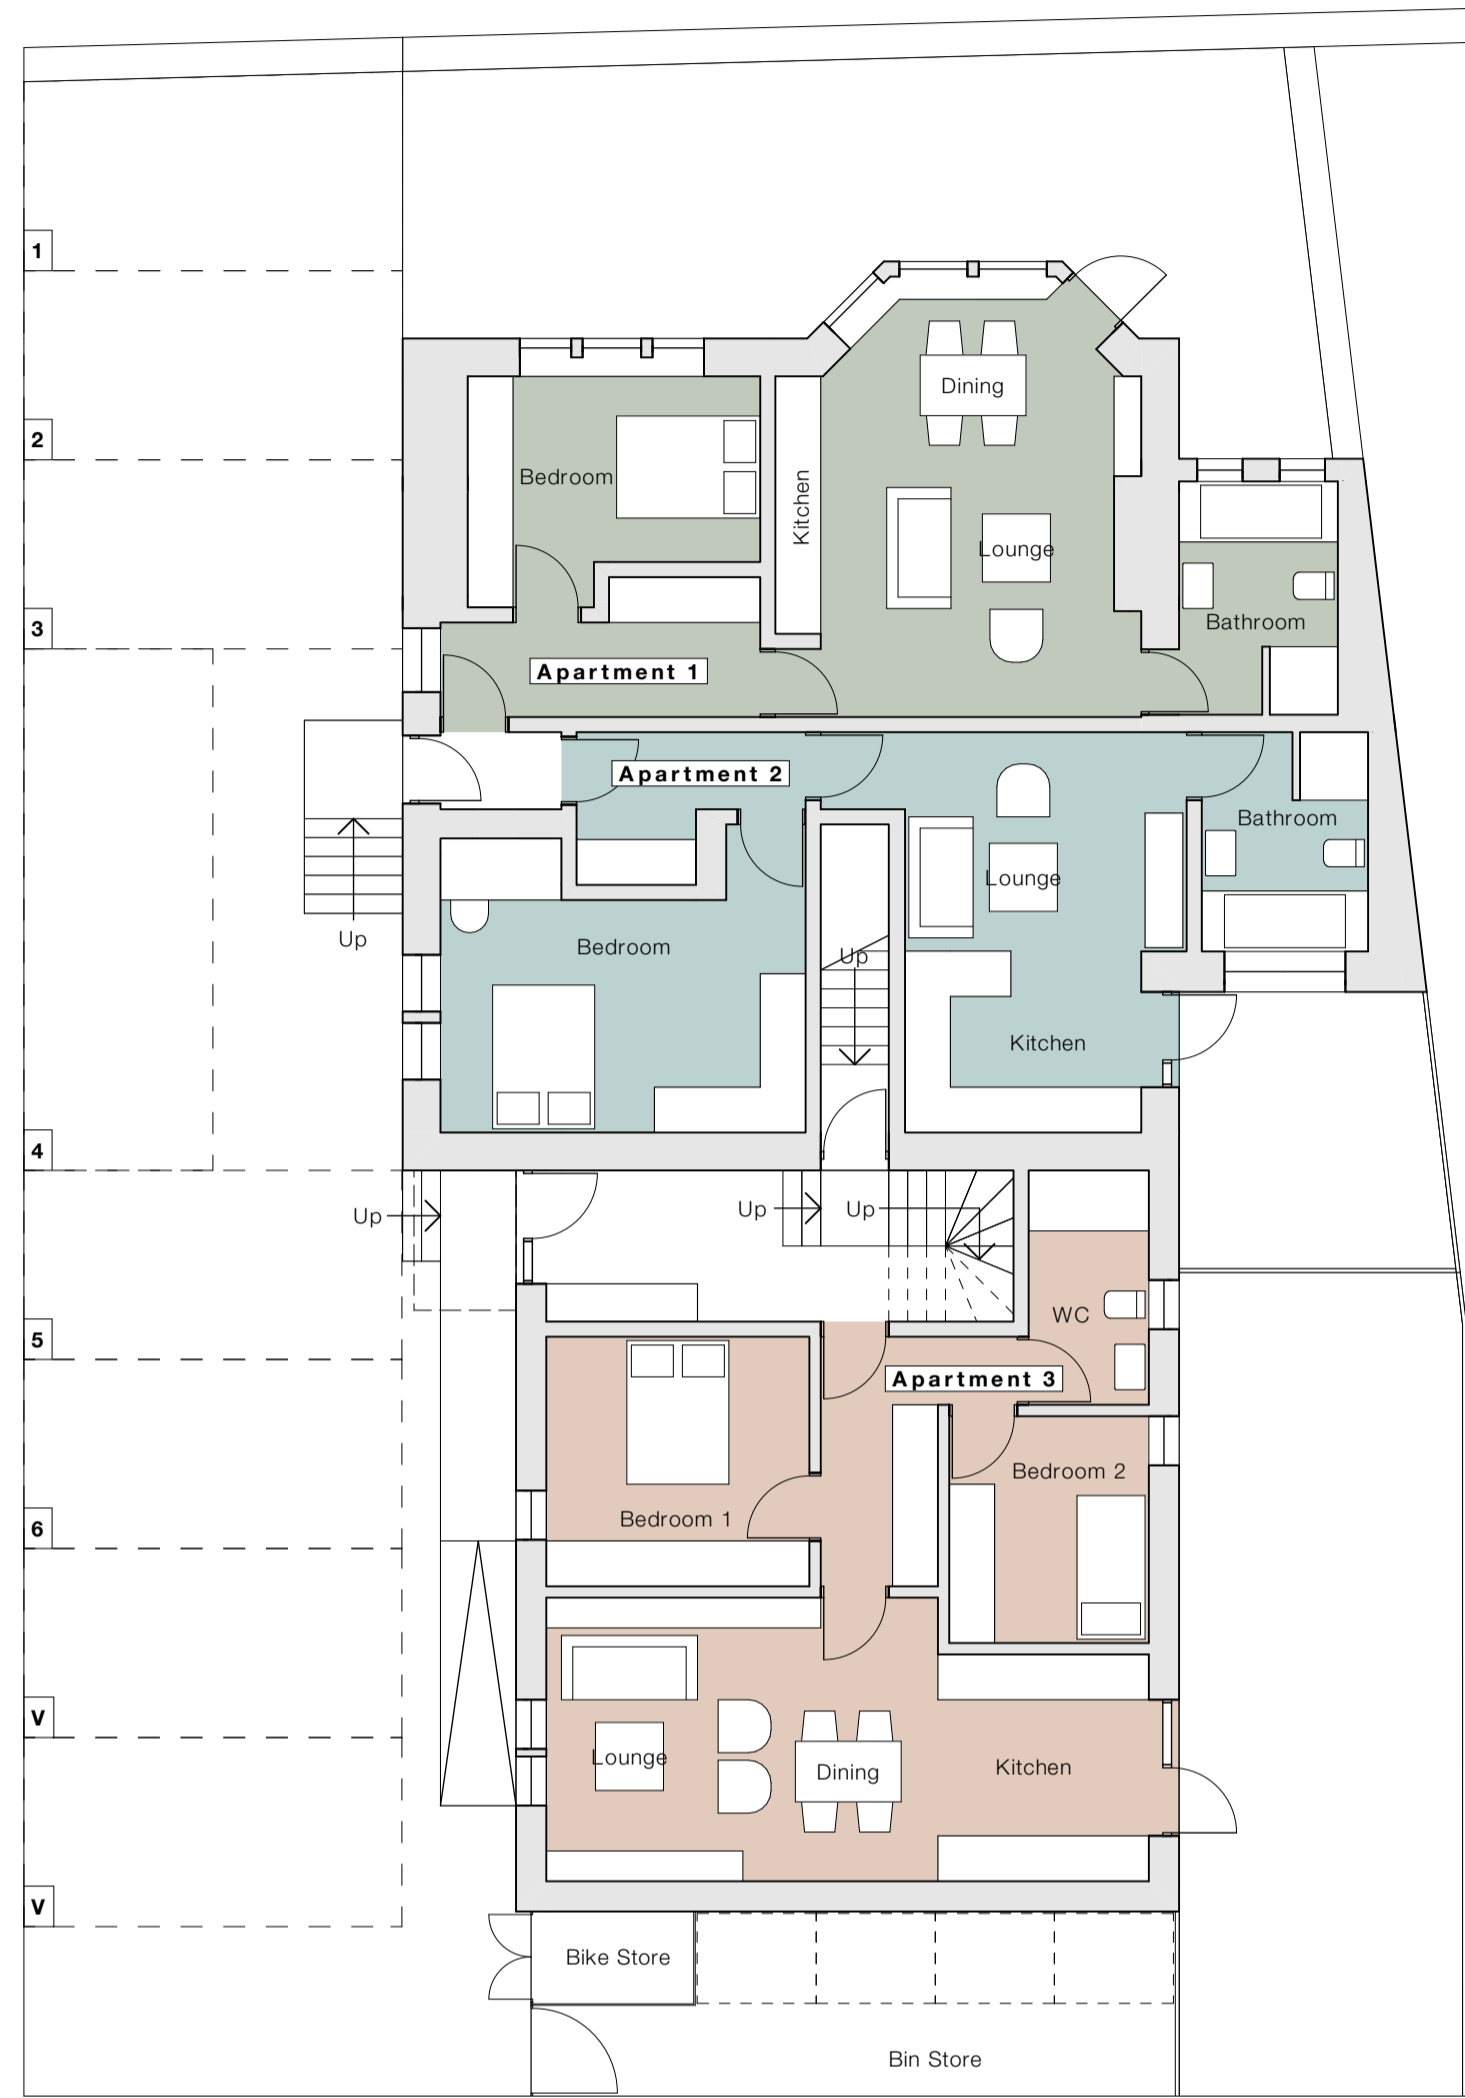 1
2
Dining
Bedroom
Kitchen
Lounge
3
Bathroom
Apartment 1
Apartment 2
Bathroom
Lounge
Up
Bedroom
Up
Kitchen
4
Up
Up
Up
5
WC
Apartment 3
Bedroom 2
6
Bedroom 1
V
Lounge
Dining
Kitchen
V
Bike Store
Bin Store